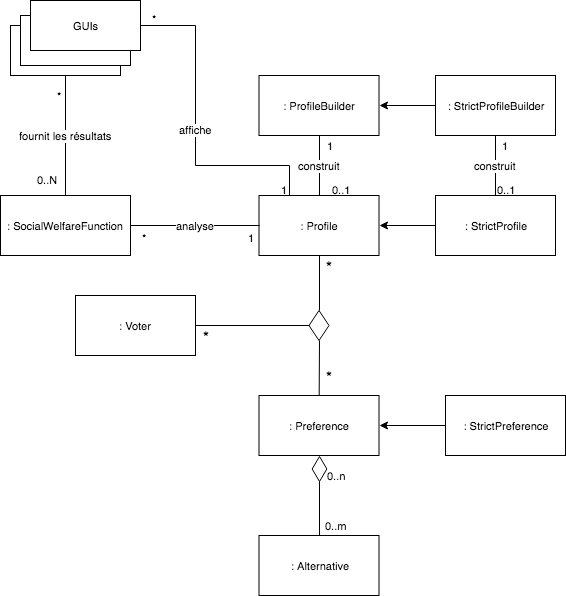 GUIs
*
*
affiche
fournit les résultats
0..N
1
: ProfileBuilder
: StrictProfileBuilder
1
construit
0..1
1
construit
0..1
: SocialWelfareFunction
*
analyse
1
: Profile
: StrictProfile
*
: Voter
*
*
: Preference
: StrictPreference
0..n
0..m
: Alternative